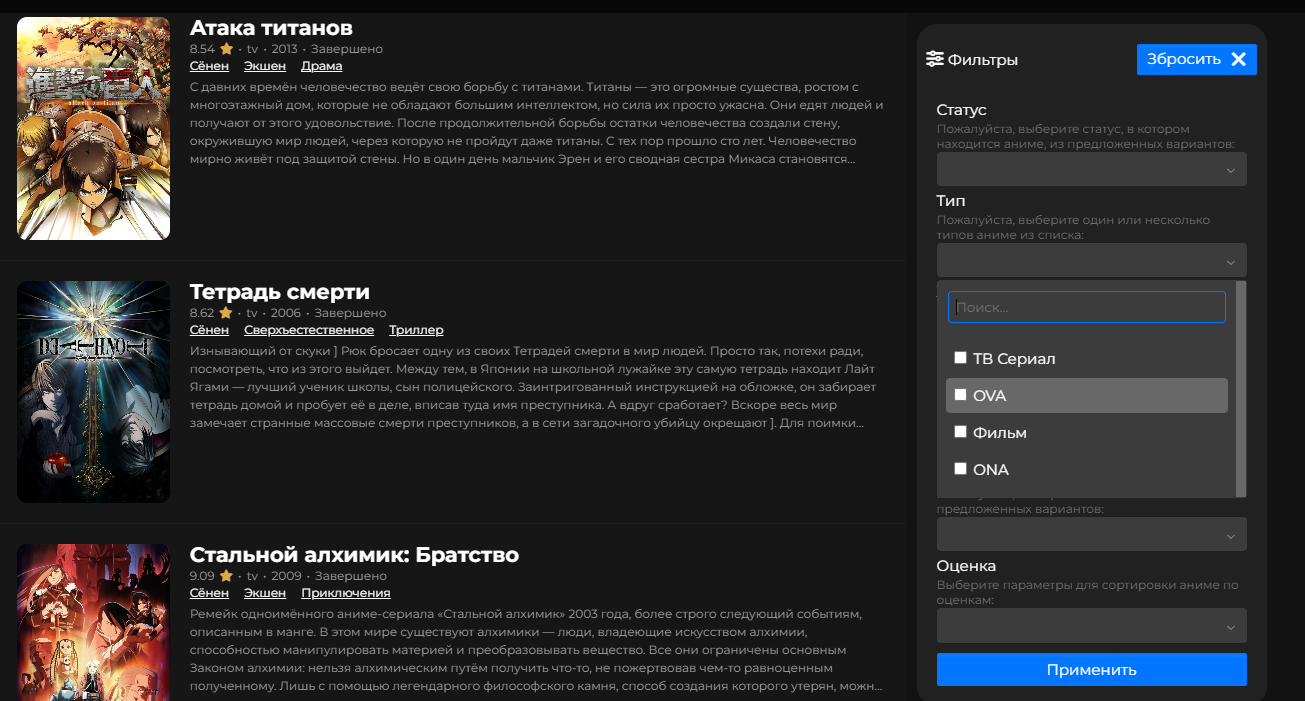 Атака титанов
8.54 ⭐ • tv • 2013 • Завершено
Сёнен Экшен Драма
С давних времён человечество ведёт свою борьбу с титанами. Титаны — это огромные существа, ростом с
многоэтажный дом, которые не обладают большим интеллектом, но сила их просто ужасна. Они едят людей и
получают от этого удовольствие. После продолжительной борьбы остатки человечества создали стену,
окружившую мир людей, через которую не пройдут даже титаны. С тех пор прошло сто лет. Человечество
мирно живёт под защитой стены. Но в один день мальчик Эрен и его сводная сестра Микаса становятся...
進撃の巨人
Тетрадь смерти
8.62 ⭐ • tv • 2006 • Завершено
Сёнен Сверхъестественное Триллер
Изнывающий от скуки ] Рюк бросает одну из своих Тетрадей смерти в мир людей. Просто так, потехи ради,
посмотреть, что из этого выйдет. Между тем, в Японии на школьной лужайке эту самую тетрадь находит Лайт
Ягами — лучший ученик школы, сын полицейского. Заинтригованный инструкцией на обложке, он забирает
тетрадь домой и пробует её в деле, вписав туда имя преступника. А вдруг сработает? Вскоре весь мир
замечает странные массовые смерти преступников, а в сети загадочного убийцу окрещают ]. Для поимки...
DEATH NOTE
Стальной алхимик: Братство
9.09 ⭐ • tv • 2009 • Завершено
Сёнен Экшен Приключения
Ремейк одноимённого аниме-сериала «Стальной алхимик» 2003 года, более строго следующий событиям,
описанным в манге. В этом мире существуют алхимики — люди, владеющие искусством алхимии,
способностью манипулировать материей и преобразовывать вещество. Все они ограничены основным
Законом алхимии: нельзя алхимическим путём получить что-то, не пожертвовав чем-то равноценным
полученному. Лишь с помощью легендарного философского камня, способ создания которого утерян, можн...
Фильтры
Збросить
Статус
Пожалуйста, выберите статус, в котором
находится аниме, из предложенных вариантов:
Тип
Пожалуйста, выберите один или несколько
типов аниме из списка:
Поиск...
ТВ Сериал
OVA
Фильм
ONA
предложенных вариантов:
Оценка
Выберите параметры для сортировки аниме по
оценкам:
Применить